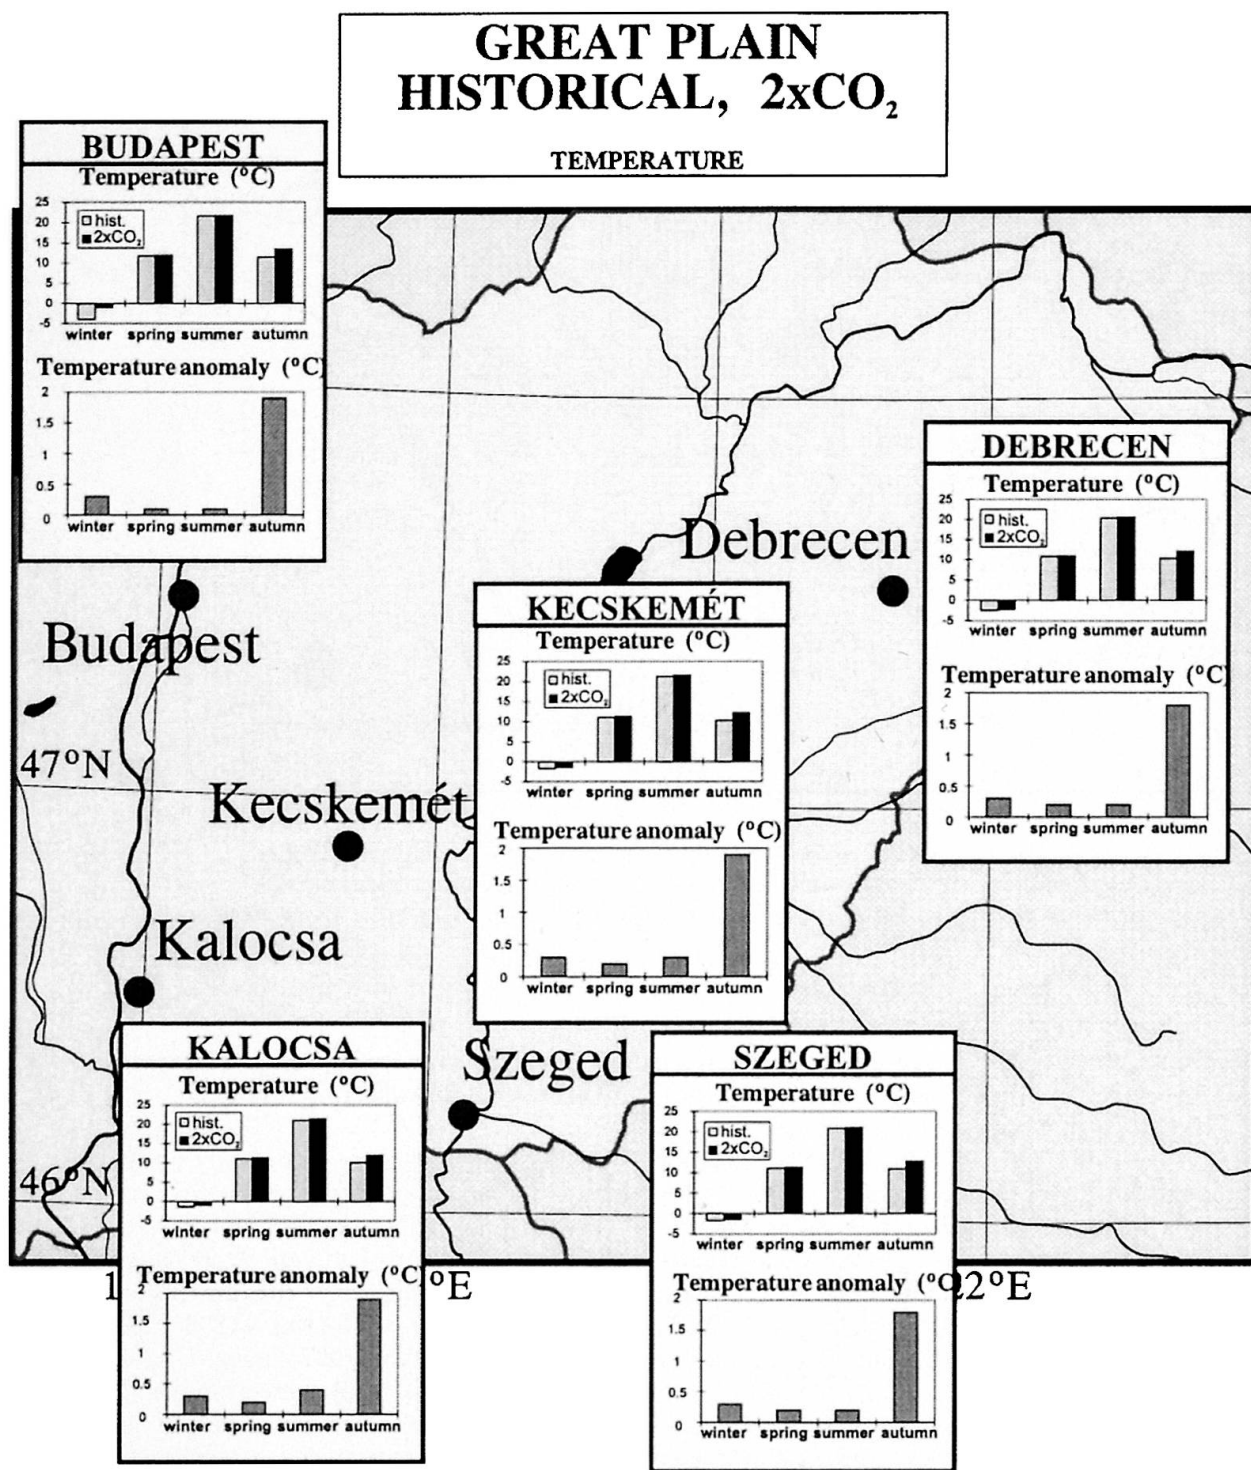 GREAT PLAIN
HISTORICAL, 2xCO₂
TEMPERATURE
BUDAPEST
Temperature (°C)
25
20
15
10
5
0
-5
hist.
2xCO₂
winter spring summer autumn
Temperature anomaly (°C)
2
1.5
1
0.5
0
winter spring summer autumn
DEBRECEN
Temperature (°C)
25
20
15
10
5
0
-5
hist.
2xCO₂
winter spring summer autumn
Temperature anomaly (°C)
2
1.5
1
0.5
0
winter spring summer autumn
Debrecen
Budapest
KECSKEMÉT
Temperature (°C)
25
20
15
10
5
0
-5
hist.
2xCO₂
winter spring summer autumn
Temperature anomaly (°C)
2
1.5
1
0.5
0
winter spring summer autumn
47°N
Kecskemét
Kalocsa
Szeged
46°N
KALOCSA
Temperature (°C)
25
20
15
10
5
0
-5
hist.
2xCO₂
winter spring summer autumn
Temperature anomaly (°C)
2
1.5
1
0.5
0
winter spring summer autumn
SZEGED
Temperature (°C)
25
20
15
10
5
0
-5
hist.
2xCO₂
winter spring summer autumn
Temperature anomaly (°C)
2
1.5
1
0.5
0
winter spring summer autumn
°E
22°E